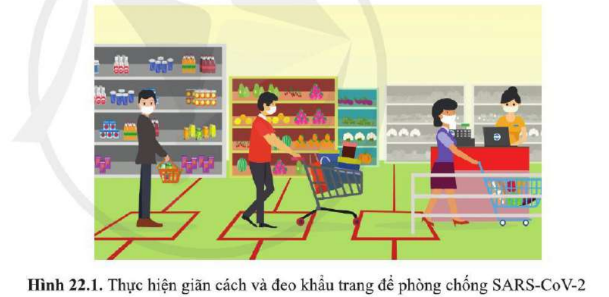 Hình 22.1. Thực hiện giãn cách và đeo khẩu trang để phòng chống SARS-CoV-2